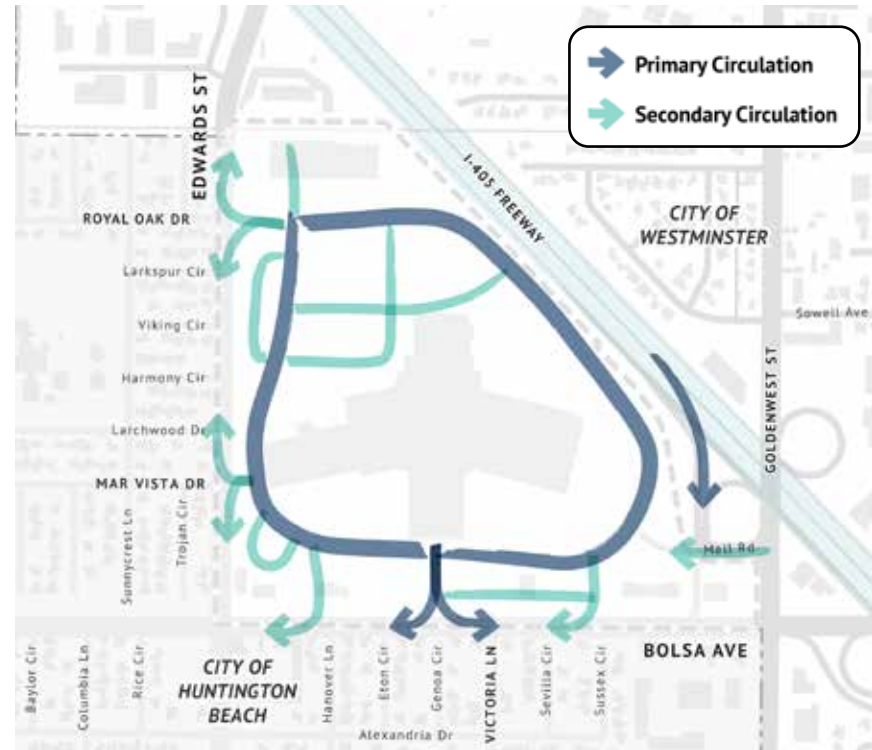 Primary Circulation
Secondary Circulation
EDWARDS ST
I-405 FREEWAY
ROYAL OAK DR
CITY OF
WESTMINSTER
Larkspur Cir
Sowell Ave
Viking Cir
GOLDENWEST ST
Harmony Cir
Larchwood Dr
MAR VISTA DR
Sunnycrest Ln
Trojan Cir
Mall Rd
BOLSA AVE
CITY OF
HUNTINGTON
BEACH
Baylor Cir
Columbia Ln
Rice Cir
Hanover Ln
Eton Cir
Genoa Cir
VICTORIA LN
Sevilla Cir
Sussex Cir
Alexandria Dr